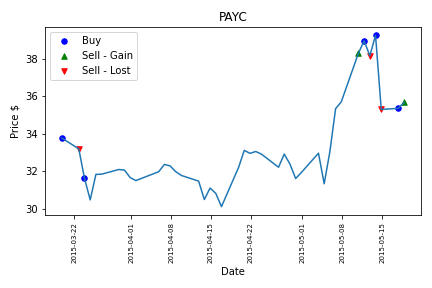 PAYC
Buy
Sell - Gain
Sell - Lost
Price $
38
36
34
32
30
2015-03-22
2015-04-01
2015-04-08
2015-04-15
2015-04-22
2015-05-01
2015-05-08
2015-05-15
Date